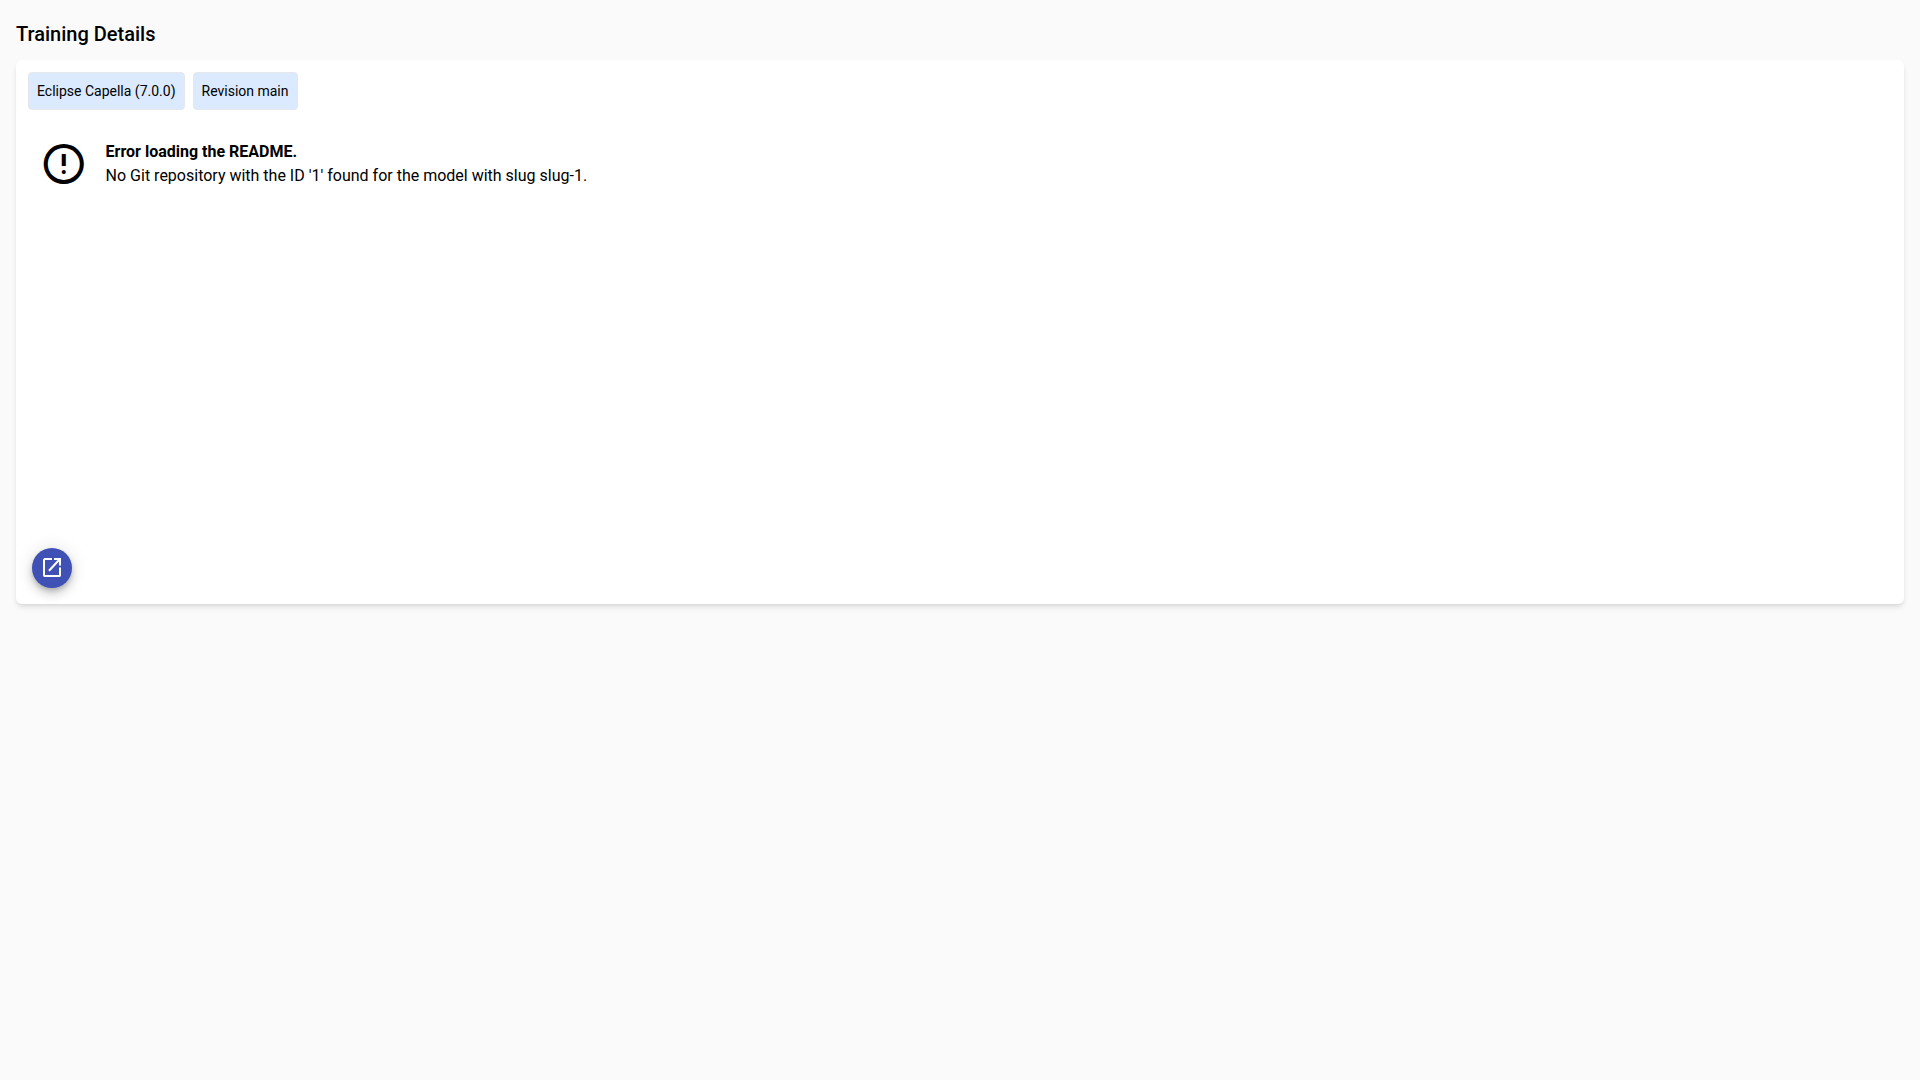 Training Details
Eclipse Capella (7.0.0) Revision main
Error loading the README.
No Git repository with the ID '1' found for the model with slug slug-1.